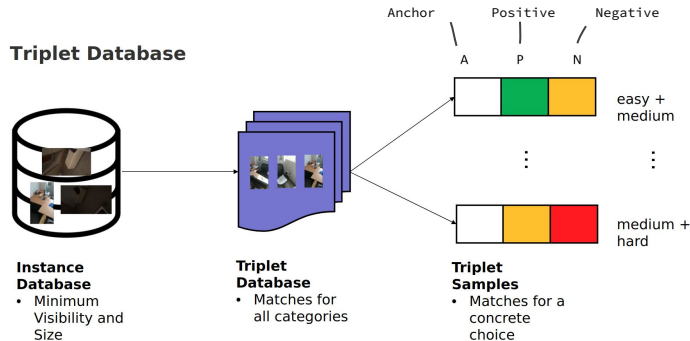 Anchor Positive Negative
Triplet Database
A P N
easy +
medium
medium +
hard
Instance
Database
• Minimum
Visibility and
Size
Triplet
Database
• Matches for
all categories
Triplet
Samples
• Matches for a
concrete
choice